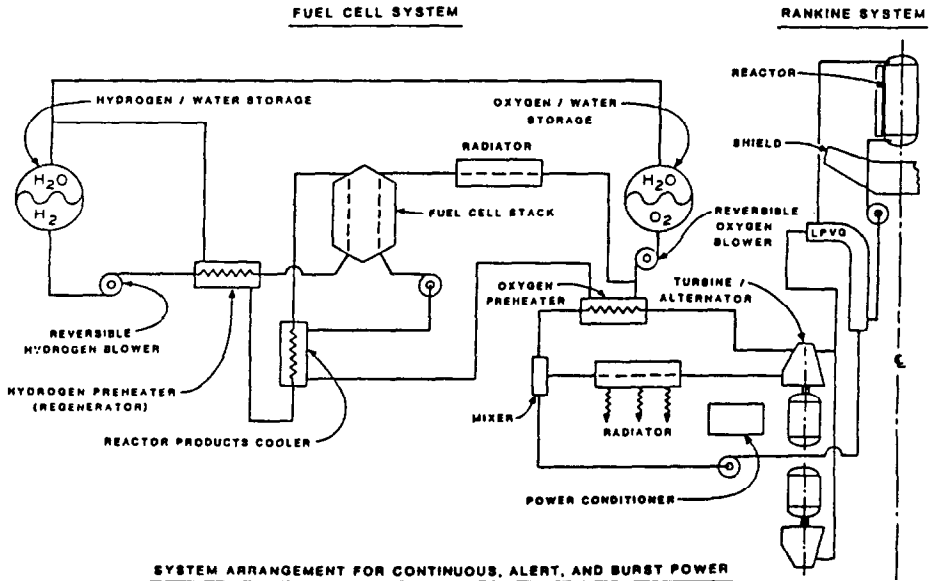 FUEL CELL SYSTEM
RANKINE SYSTEM
HYDROGEN / WATER STORAGE
OXYGEN / WATER
STORAGE
REACTOR
RADIATOR
SHIELD
H2O
H2
H2O
O2
FUEL CELL STACK
REVERSIBLE
OXYGEN
BLOWER
LPVG
OXYGEN
PREHEATER
TURBINE /
ALTERNATOR
REVERSIBLE
HYDROGEN BLOWER
HYDROGEN PREHEATER
(REGENERATOR)
REACTOR PRODUCTS COOLER
MIXER
RADIATOR
POWER CONDITIONER
℄
SYSTEM ARRANGEMENT FOR CONTINUOUS, ALERT, AND BURST POWER